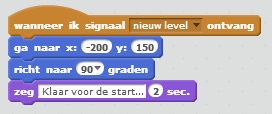 wanneer ik signaal nieuw level ontvang
ga naar x: -200 y: 150
richt naar 90 graden
zeg Klaar voor de start... 2 sec.